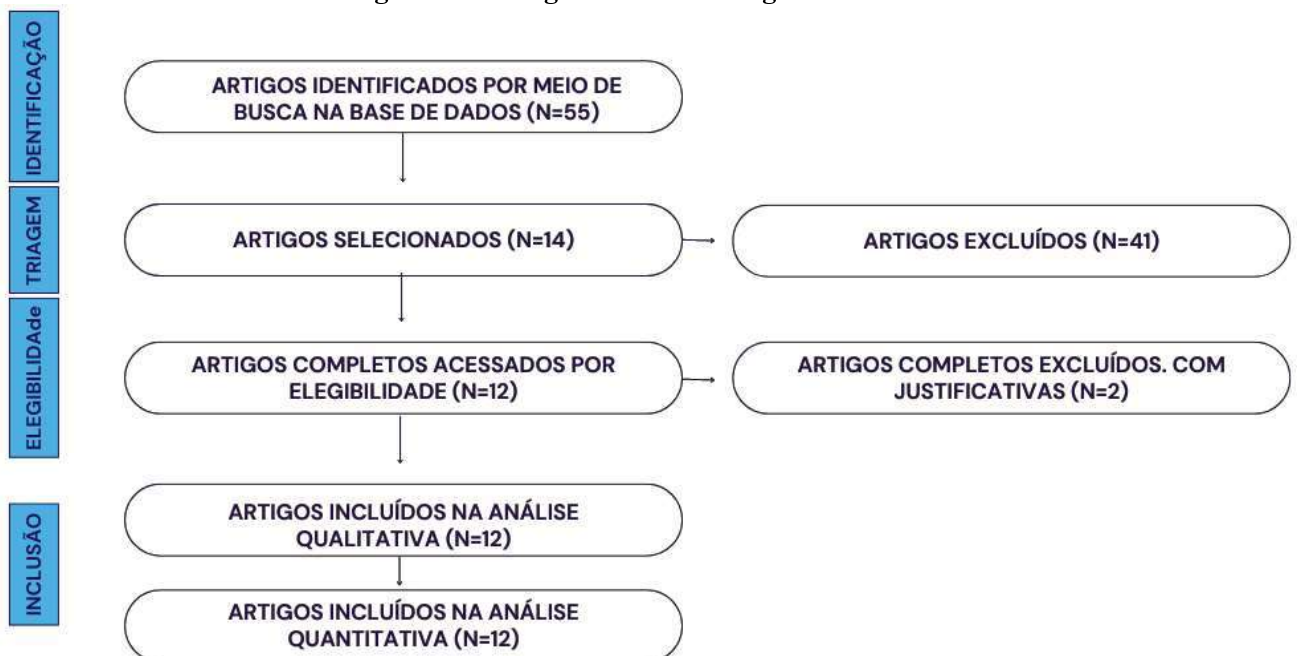 IDENTIFICAÇÃO
ARTIGOS IDENTIFICADOS POR MEIO DE
BUSCA NA BASE DE DADOS (N=55)
TRIAGEM
ARTIGOS SELECIONADOS (N=14)
ARTIGOS EXCLUÍDOS (N=41)
ELEGIBILIDAde
ARTIGOS COMPLETOS ACESSADOS POR
ELEGIBILIDADE (N=12)
ARTIGOS COMPLETOS EXCLUÍDOS. COM
JUSTIFICATIVAS (N=2)
INCLUSÃO
ARTIGOS INCLUÍDOS NA ANÁLISE
QUALITATIVA (N=12)
ARTIGOS INCLUÍDOS NA ANÁLISE
QUANTITATIVA (N=12)